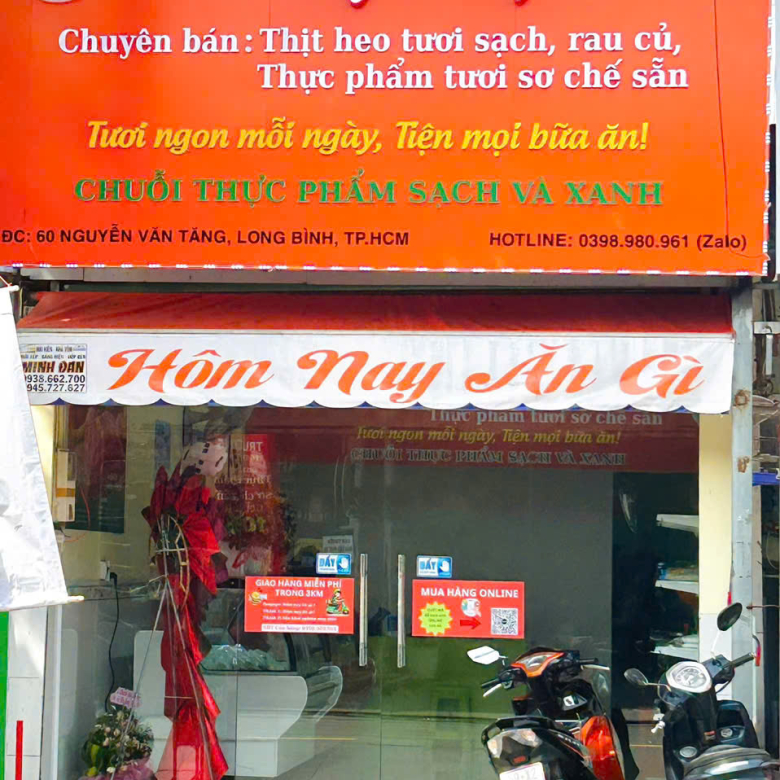 Chuyên bán: Thịt heo tươi sạch, rau củ,
Thực phẩm tươi sơ chế sẵn
Tươi ngon mỗi ngày, Tiện mọi bữa ăn!
CHUỖI THỰC PHẨM SẠCH VÀ XANH
ĐC: 60 NGUYỄN VĂN TĂNG, LONG BÌNH, TP.HCM
HOTLINE: 0398.980.961 (Zalo)
MINH ĐAN
0938.662.700
0945.727.627
Hôm Nay Ăn Gì
Thực phẩm tươi sơ chế sẵn
Tươi ngon mỗi ngày, Tiện mọi bữa ăn!
CHUỖI THỰC PHẨM SẠCH VÀ XANH
ĐẨY
ĐẨY
GIAO HÀNG MIỄN PHÍ
TRONG 3KM
MUA HÀNG ONLINE